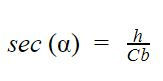 sec (α) = h/Cb